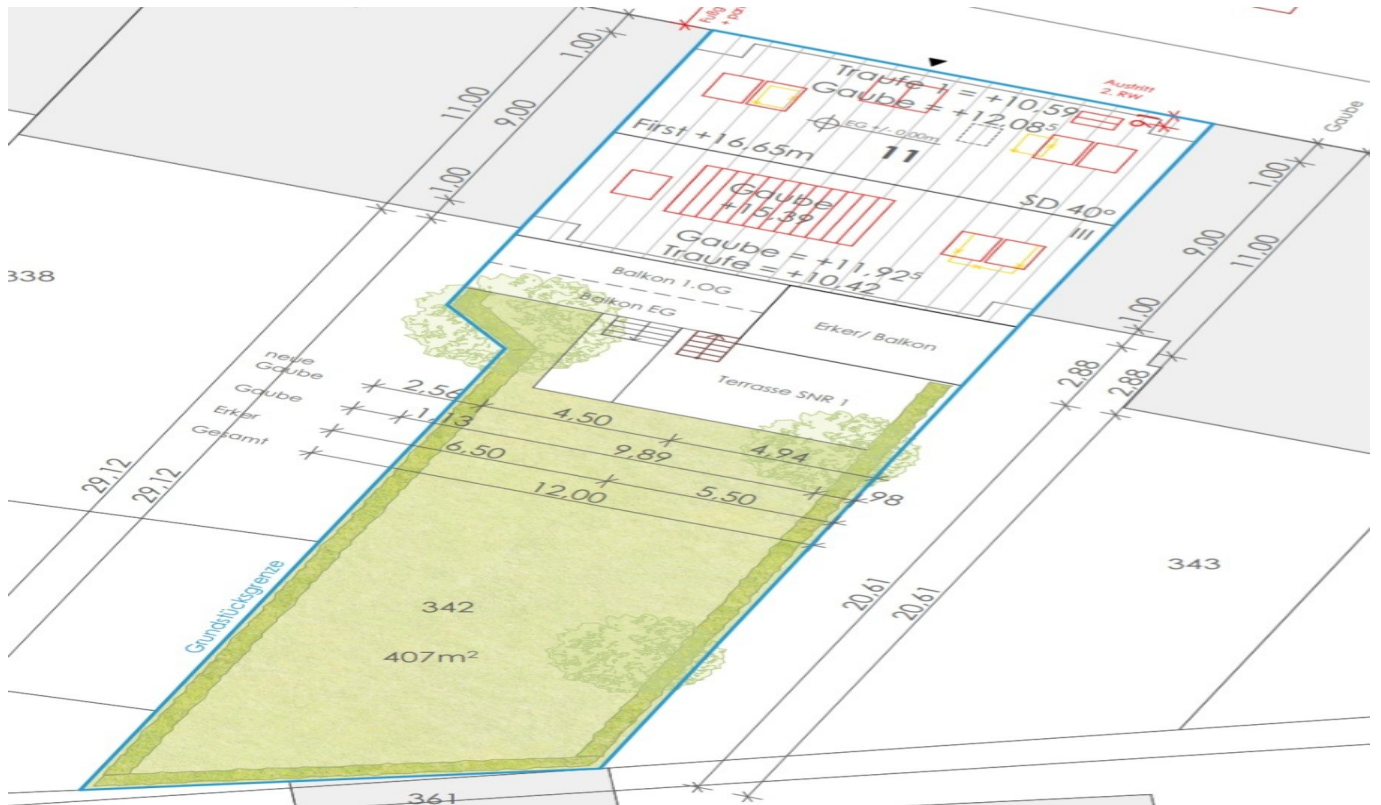 Fußg
+ par
1,00
11,00
9,00
1,00
Traufe 1 = +10,59
Gaube = +12,08⁵
Austritt
2. RW
Gaube
EG +/- 0,00m
First +16,65m
11
SD 40°
III
1,00
9,00
11,00
1,00
Gaube
+15,39
Gaube = +11,92⁵
Traufe = +10,42
338
Balkon 1.OG
Balkon EG
Erker/ Balkon
Terrasse SNR 1
2,88
2,88
neue
Gaube
2,56
4,50
4,94
Gaube
1,13
9,89
98
Erker
6,50
5,50
Gesamt
12,00
29,12
29,12
343
20,61
20,61
Grundstücksgrenze
342
407m²
361